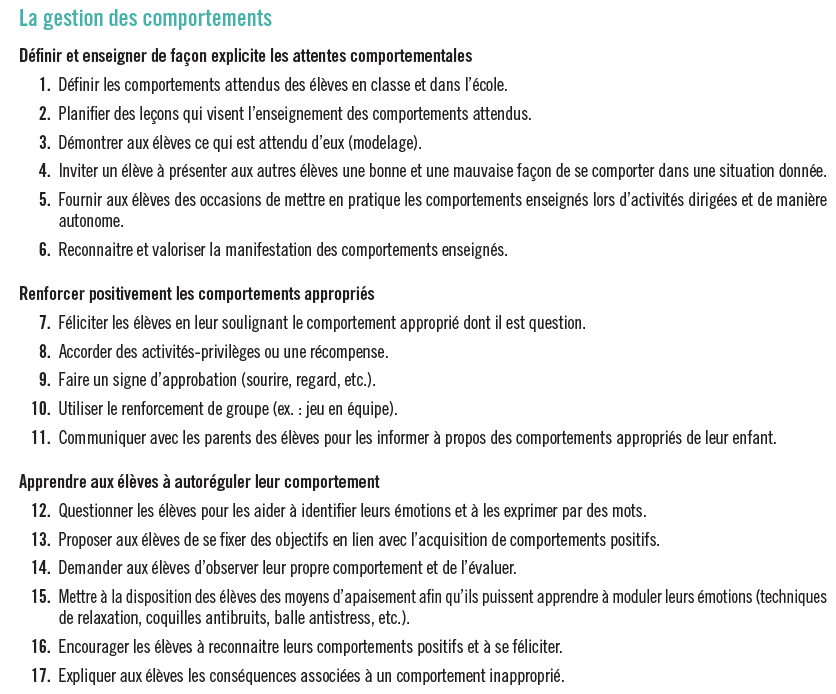 La gestion des comportements
Définir et enseigner de façon explicite les attentes comportementales
1. Définir les comportements attendus des élèves en classe et dans l'école.
2. Planifier des leçons qui visent l'enseignement des comportements attendus.
3. Démontrer aux élèves ce qui est attendu d'eux (modelage).
4. Inviter un élève à présenter aux autres élèves une bonne et une mauvaise façon de se comporter dans une situation donnée.
5. Fournir aux élèves des occasions de mettre en pratique les comportements enseignés lors d'activités dirigées et de manière
autonome.
6. Reconnaitre et valoriser la manifestation des comportements enseignés.
Renforcer positivement les comportements appropriés
7. Féliciter les élèves en leur soulignant le comportement approprié dont il est question.
8. Accorder des activités-privilèges ou une récompense.
9. Faire un signe d'approbation (sourire, regard, etc.).
10. Utiliser le renforcement de groupe (ex. : jeu en équipe).
11. Communiquer avec les parents des élèves pour les informer à propos des comportements appropriés de leur enfant.
Apprendre aux élèves à autoréguler leur comportement
12. Questionner les élèves pour les aider à identifier leurs émotions et à les exprimer par des mots.
13. Proposer aux élèves de se fixer des objectifs en lien avec l'acquisition de comportements positifs.
14. Demander aux élèves d'observer leur propre comportement et de l'évaluer.
15. Mettre à la disposition des élèves des moyens d'apaisement afin qu'ils puissent apprendre à moduler leurs émotions (techniques
de relaxation, coquilles antibruits, balle antistress, etc.).
16. Encourager les élèves à reconnaitre leurs comportements positifs et à se féliciter.
17. Expliquer aux élèves les conséquences associées à un comportement inapproprié.